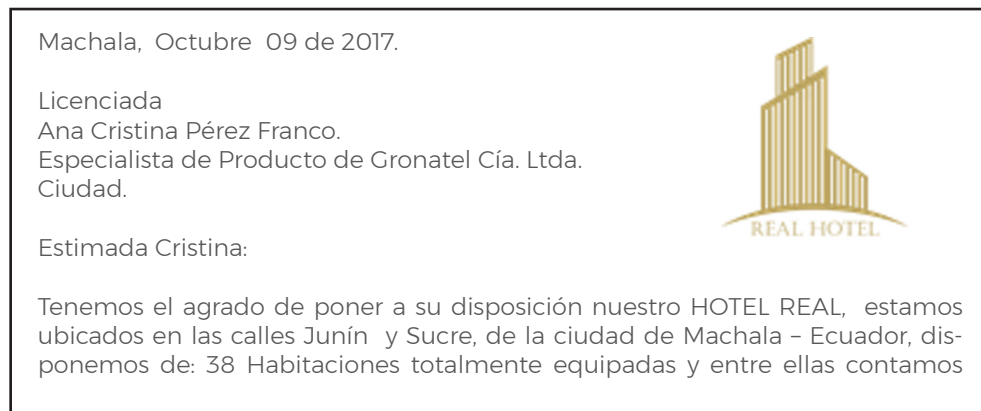 Machala, Octubre 09 de 2017.
Licenciada
Ana Cristina Pérez Franco.
Especialista de Producto de Gronatel Cía. Ltda.
Ciudad.
REAL HOTEL
Estimada Cristina:
Tenemos el agrado de poner a su disposición nuestro HOTEL REAL, estamos
ubicados en las calles Junín y Sucre, de la ciudad de Machala – Ecuador, dis-
ponemos de: 38 Habitaciones totalmente equipadas y entre ellas contamos